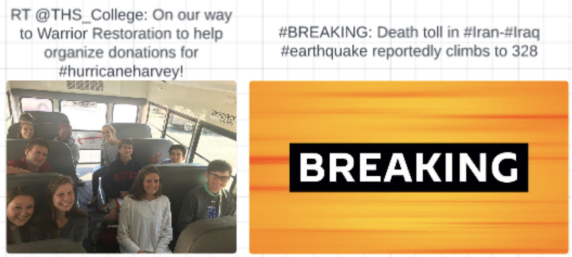 RT @THS_College: On our way
to Warrior Restoration to help
organize donations for
#hurricaneharvey!
#BREAKING: Death toll in #Iran-#Iraq
#earthquake reportedly climbs to 328
BREAKING